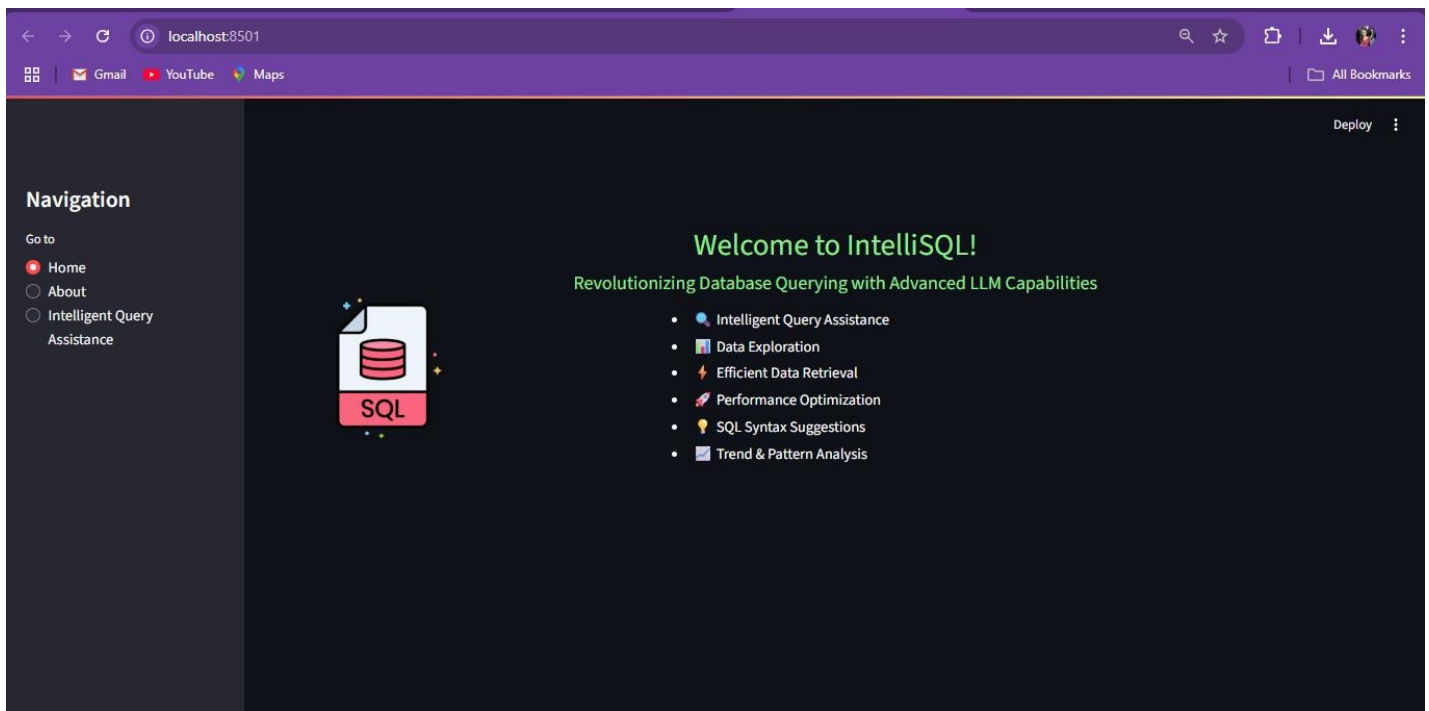 localhost:8501
Gmail YouTube Maps All Bookmarks
Deploy
Navigation
Go to
Home
About
Intelligent Query
Assistance
SQL
Welcome to IntelliSQL!
Revolutionizing Database Querying with Advanced LLM Capabilities
• 🔍 Intelligent Query Assistance
• 📊 Data Exploration
• ⚡ Efficient Data Retrieval
• 🚀 Performance Optimization
• 💡 SQL Syntax Suggestions
• 📈 Trend & Pattern Analysis